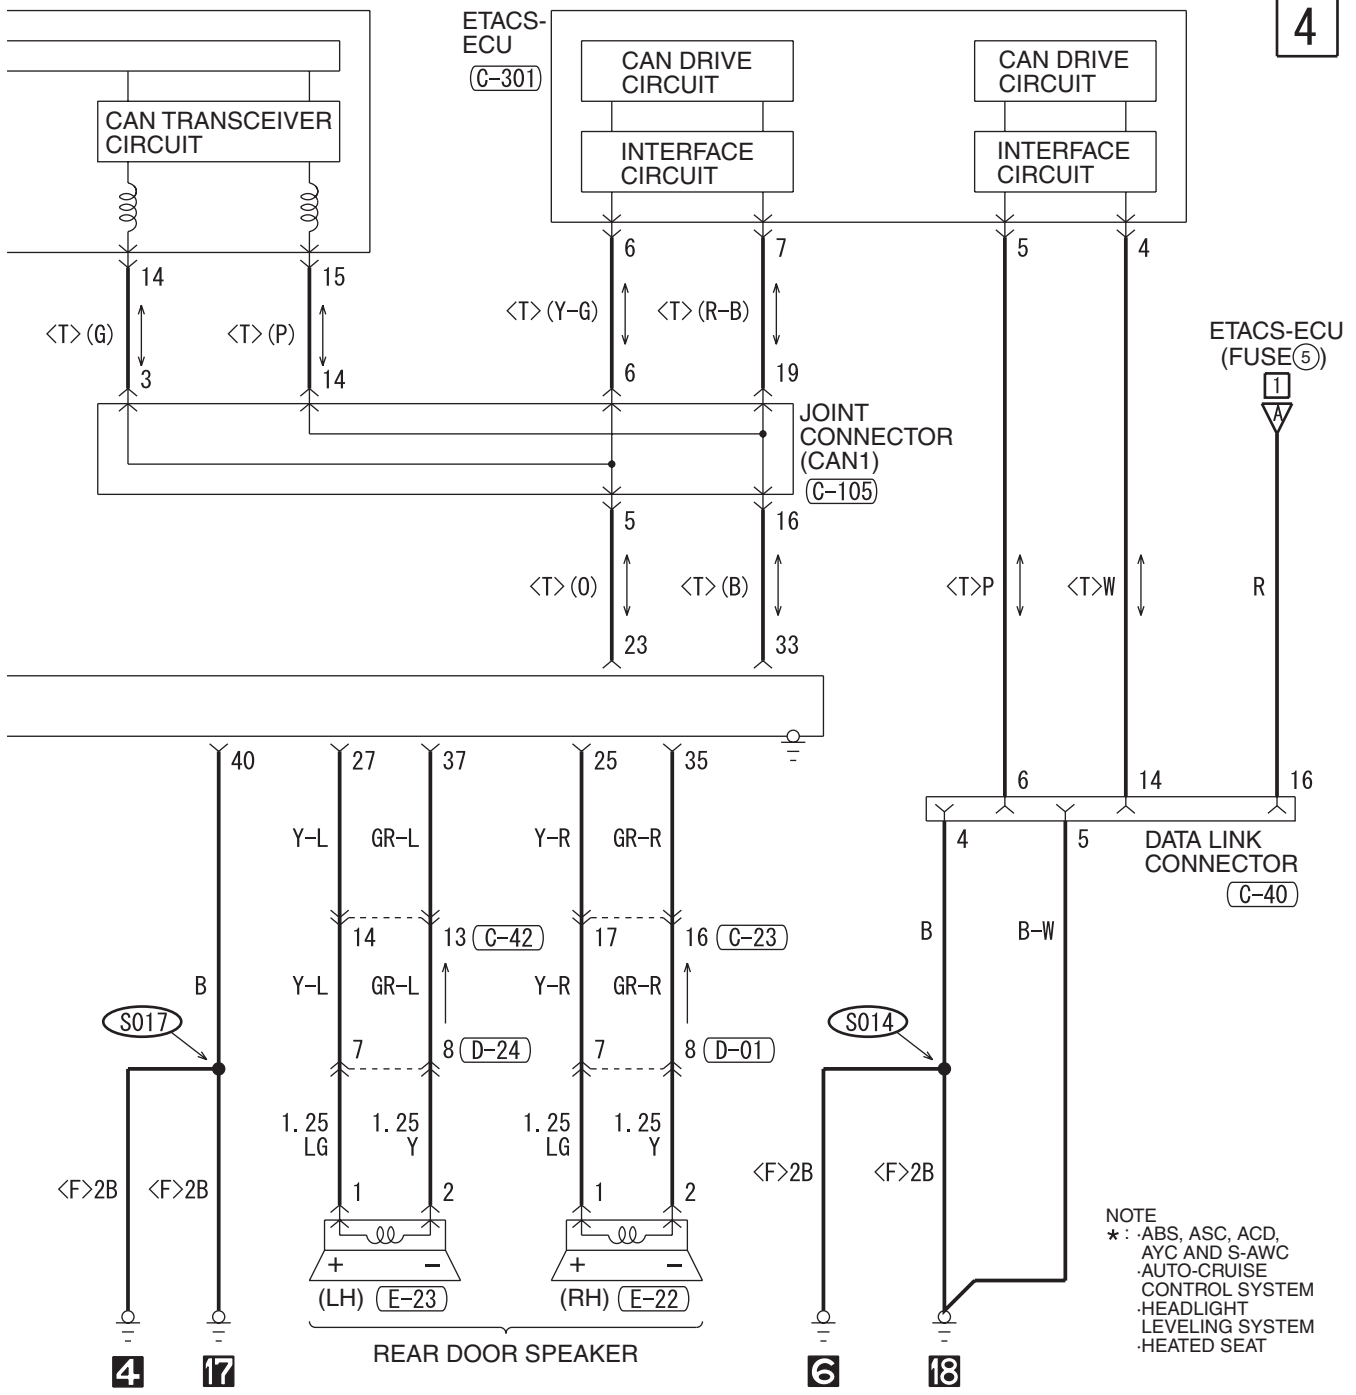 4
ETACS-
ECU
C-301
CAN DRIVE
CIRCUIT
CAN DRIVE
CIRCUIT
CAN TRANSCEIVER
CIRCUIT
INTERFACE
CIRCUIT
INTERFACE
CIRCUIT
14
15
6
7
5
4
<T>(G)
<T>(P)
<T>(Y-G)
<T>(R-B)
ETACS-ECU
(FUSE⑤)
1
A
3
14
6
19
JOINT
CONNECTOR
(CAN1)
C-105
5
16
<T>(O)
<T>(B)
<T>P
<T>W
R
23
33
40
27
37
25
35
6
14
16
Y-L
GR-L
Y-R
GR-R
4
5
DATA LINK
CONNECTOR
C-40
14
13
C-42
17
16
C-23
B
B-W
B
Y-L
GR-L
Y-R
GR-R
S017
7
8
D-24
7
8
D-01
S014
1.25
LG
1.25
Y
1.25
LG
1.25
Y
<F>2B
<F>2B
<F>2B
<F>2B
1
2
1
2
+
−
+
−
(LH)
E-23
(RH)
E-22
REAR DOOR SPEAKER
4
17
6
18
NOTE
* : ·ABS, ASC, ACD,
AYC AND S-AWC
·AUTO-CRUISE
CONTROL SYSTEM
·HEADLIGHT
LEVELING SYSTEM
·HEATED SEAT